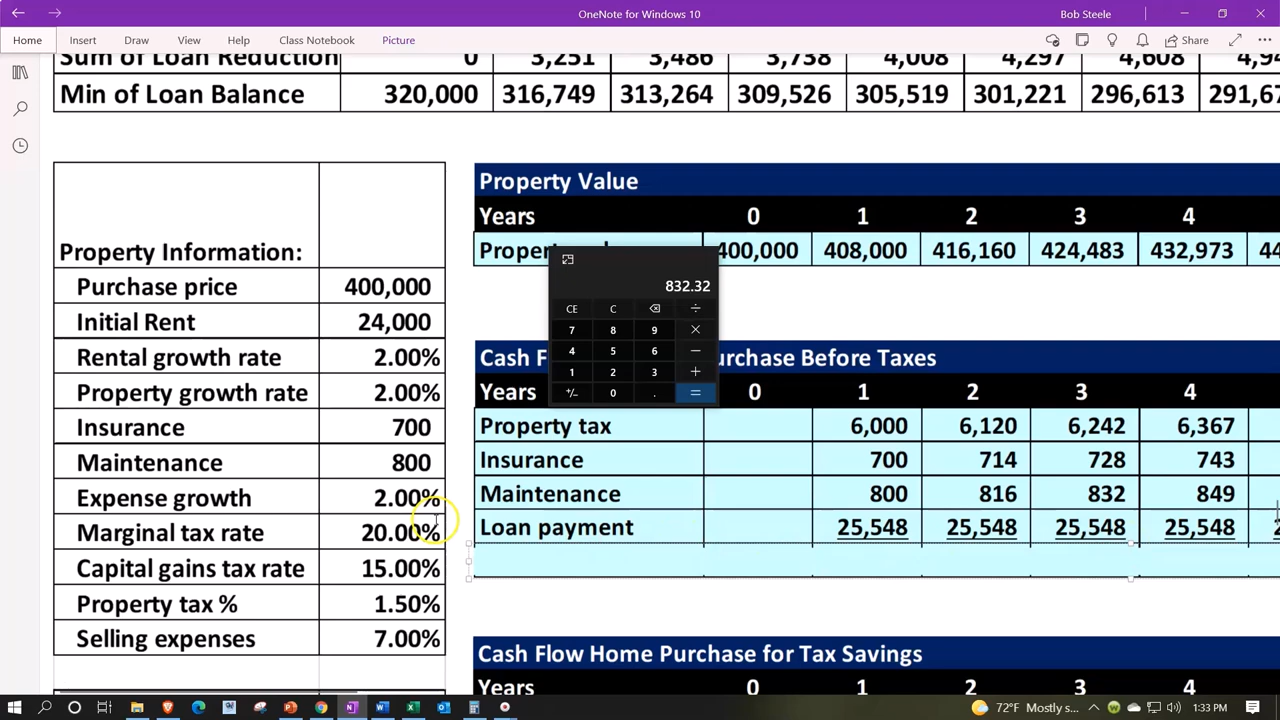 OneNote for Windows 10
Bob Steele
Home Insert Draw View Help Class Notebook Picture Share
Sum of Loan Reduction 0 3,251 3,486 3,738 4,008 4,297 4,608
Min of Loan Balance 320,000 316,749 313,264 309,526 305,519 301,221 296,613
Property Information:
Purchase price 400,000
Initial Rent 24,000
Rental growth rate 2.00%
Property growth rate 2.00%
Insurance 700
Maintenance 800
Expense growth 2.00%
Marginal tax rate 20.00%
Capital gains tax rate 15.00%
Property tax % 1.50%
Selling expenses 7.00%
Property Value
Years 0 1 2 3 4
400,000 408,000 416,160 424,483 432,973
832.32
CE C ÷
7 8 9 ×
4 5 6 −
1 2 3 +
+/− 0 . =
Cash Purchase Before Taxes
Years 0 1 2 3 4
Property tax 6,000 6,120 6,242 6,367
Insurance 700 714 728 743
Maintenance 800 816 832 849
Loan payment 25,548 25,548 25,548 25,548
Cash Flow Home Purchase for Tax Savings
Years 0 1 2 3 4
72°F Mostly s... 1:33 PM